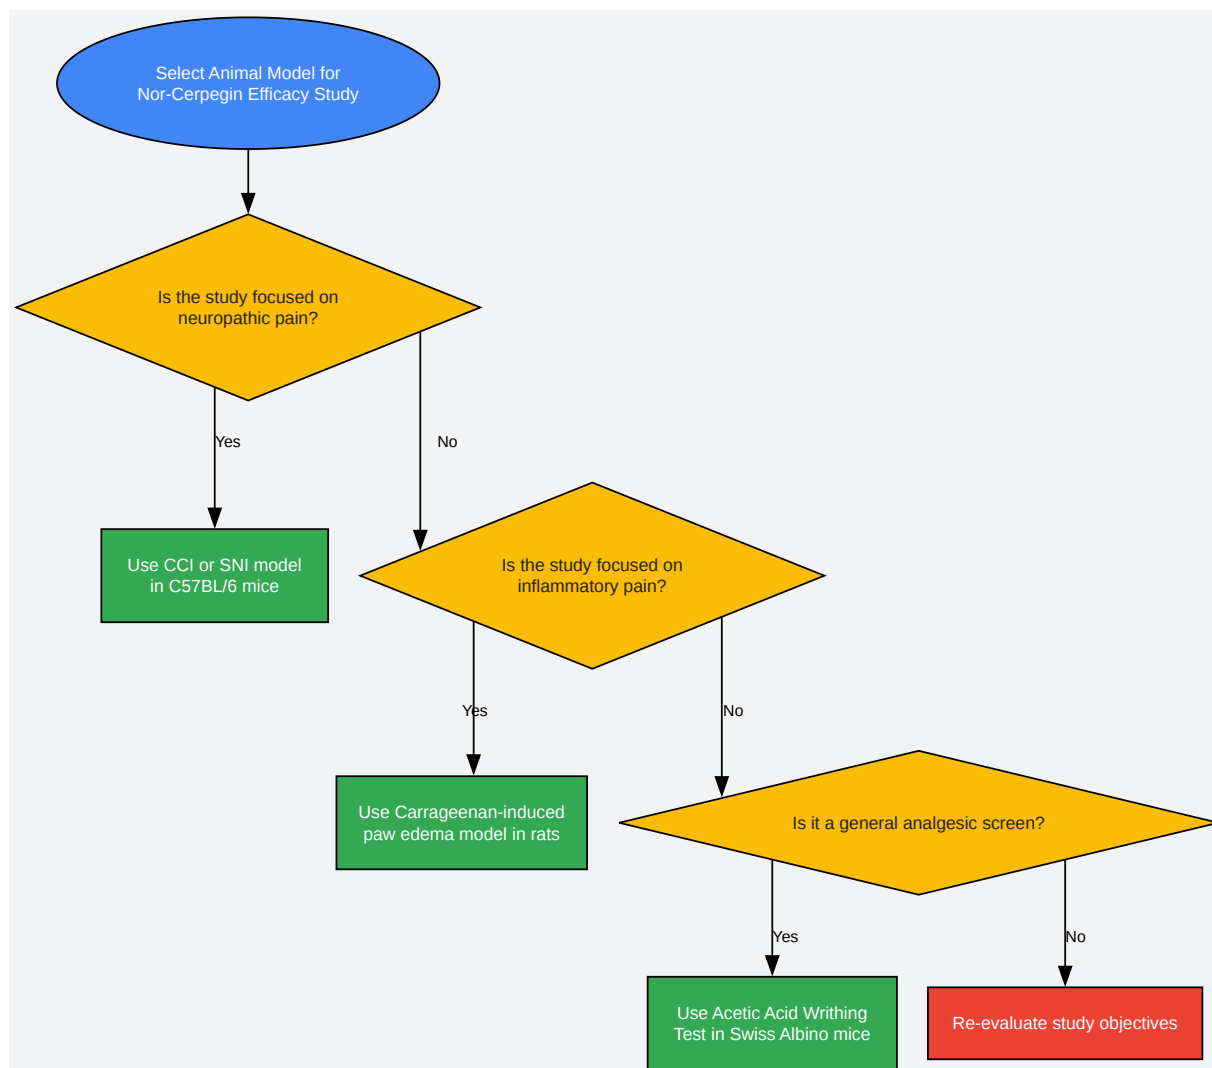 Select Animal Model for
Nor-Cerpegin Efficacy Study
Is the study focused on
neuropathic pain?
Yes
No
Use CCI or SNI model
in C57BL/6 mice
Is the study focused on
inflammatory pain?
Yes
No
Use Carrageenan-induced
paw edema model in rats
Is it a general analgesic screen?
Yes
No
Use Acetic Acid Writhing
Test in Swiss Albino mice
Re-evaluate study objectives